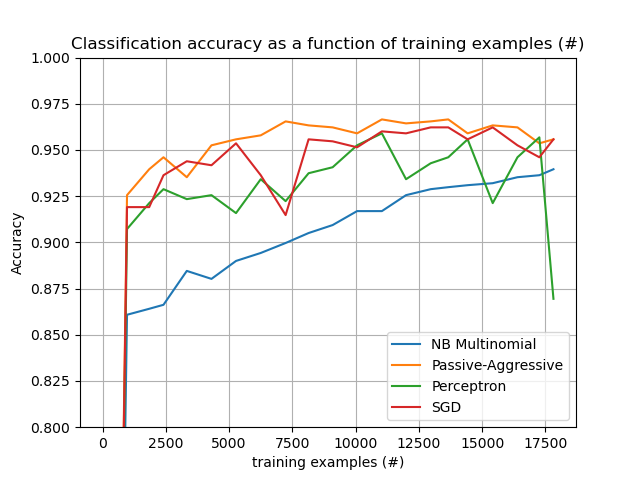 Classification accuracy as a function of training examples (#)
1.000
0.975
0.950
0.925
0.900
0.875
0.850
0.825
0.800
Accuracy
NB Multinomial
Passive-Aggressive
Perceptron
SGD
0 2500 5000 7500 10000 12500 15000 17500
training examples (#)